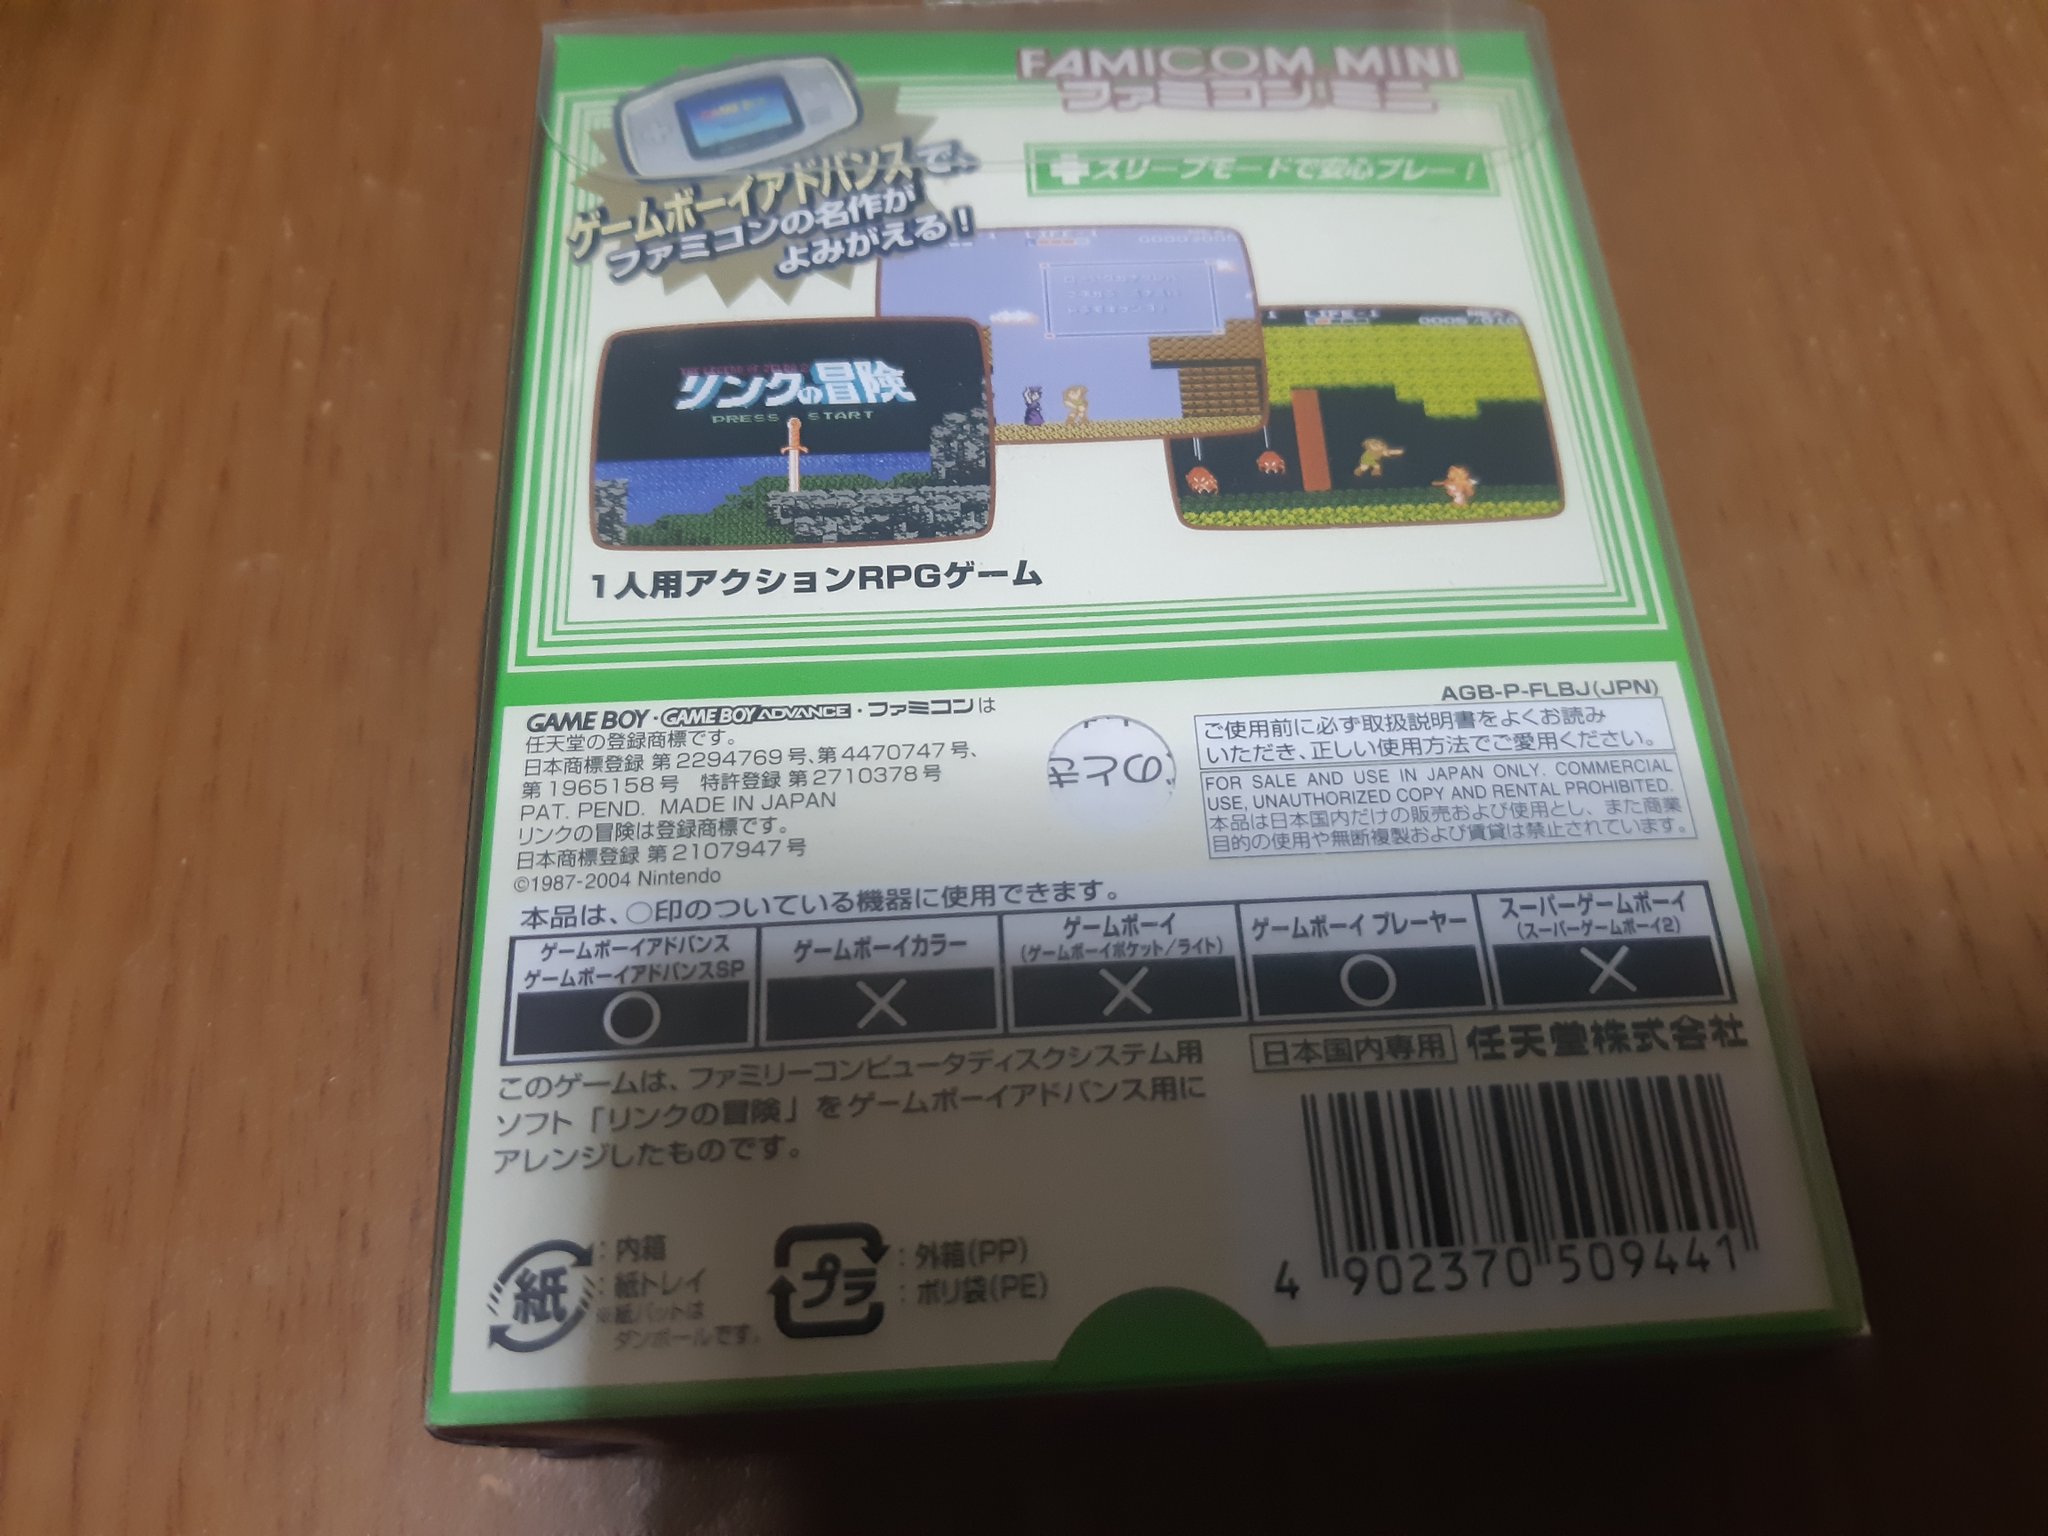 FAMICOM MINI
ファミコンミニ
ゲームボーイアドバンスで、
ファミコンの名作が
よみがえる！
スリープモードで安心プレー！
LIFE-1
THE LEGEND OF ZELDA
リンクの冒険
PRESS START
LIFE-1
1人用アクションRPGゲーム
AGB-P-FLBJ(JPN)
GAME BOY・GAME BOY ADVANCE・ファミコンは
任天堂の登録商標です。
日本商標登録 第2294769号、第4470747号、
第1965158号 特許登録 第2710378号
PAT. PEND. MADE IN JAPAN
リンクの冒険は登録商標です。
日本商標登録 第2107947号
©1987-2004 Nintendo
のとき
ご使用前に必ず取扱説明書をよくお読み
いただき、正しい使用方法でご愛用ください。
FOR SALE AND USE IN JAPAN ONLY. COMMERCIAL
USE, UNAUTHORIZED COPY AND RENTAL PROHIBITED.
本品は日本国内だけの販売および使用とし、また商業
目的の使用や無断複製および賃貸は禁止されています。
本品は、○印のついている機器に使用できます。
ゲームボーイアドバンス
ゲームボーイアドバンスSP
○
ゲームボーイカラー
×
ゲームボーイ
(ゲームボーイポケット/ライト)
×
ゲームボーイ プレーヤー
○
スーパーゲームボーイ
(スーパーゲームボーイ2)
×
このゲームは、ファミリーコンピュータディスクシステム用
ソフト「リンクの冒険」をゲームボーイアドバンス用に
アレンジしたものです。
日本国内専用 任天堂株式会社
紙
：内箱
：紙トレイ
※紙パットは
ダンボールです。
プラ
：外箱(PP)
：ポリ袋(PE)
4 902370 509441